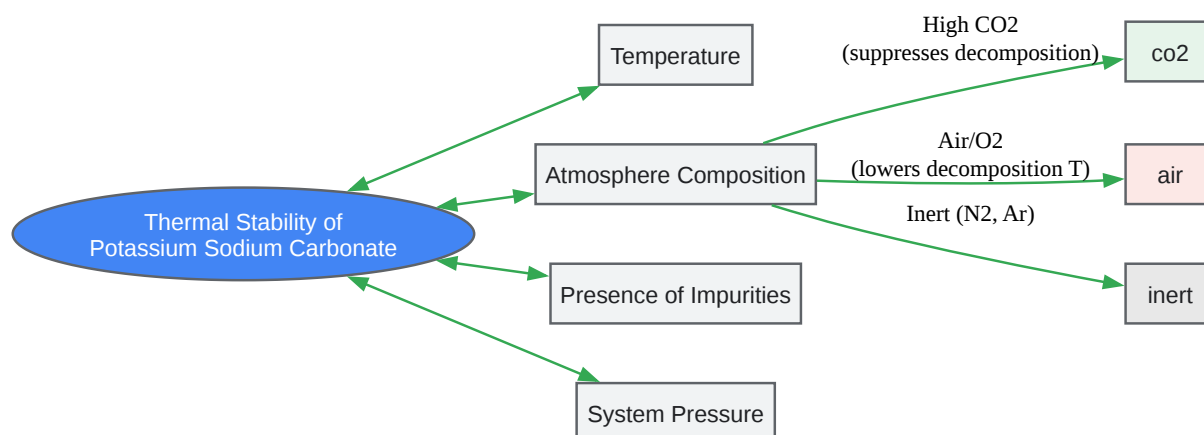 Thermal Stability of
Potassium Sodium Carbonate
Temperature
Atmosphere Composition
Presence of Impurities
System Pressure
High CO2
(suppresses decomposition)
Air/O2
(lowers decomposition T)
Inert (N2, Ar)
co2
air
inert